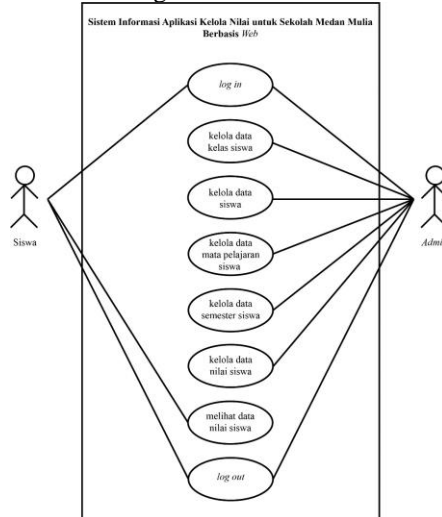 Sistem Informasi Aplikasi Kelola Nilai untuk Sekolah Medan Mulia
Berbasis Web
log in
kelola data
kelas siswa
kelola data
siswa
kelola data
mata pelajaran
siswa
kelola data
semester siswa
kelola data
nilai siswa
melihat data
nilai siswa
log out
Siswa